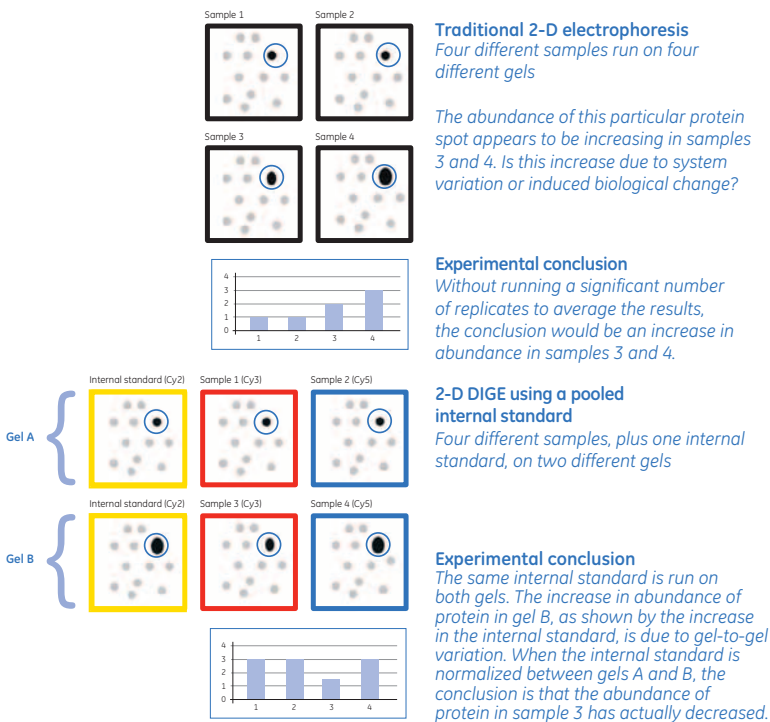 Sample 1
Sample 2
Traditional 2-D electrophoresis
Four different samples run on four
different gels
The abundance of this particular protein
spot appears to be increasing in samples
3 and 4. Is this increase due to system
variation or induced biological change?
Sample 3
Sample 4
4
3
2
1
0
1 2 3 4
Experimental conclusion
Without running a significant number
of replicates to average the results,
the conclusion would be an increase in
abundance in samples 3 and 4.
Internal standard (Cy2)
Sample 1 (Cy3)
Sample 2 (Cy5)
Gel A
2-D DIGE using a pooled
internal standard
Four different samples, plus one internal
standard, on two different gels
Internal standard (Cy2)
Sample 3 (Cy3)
Sample 4 (Cy5)
Gel B
Experimental conclusion
The same internal standard is run on
both gels. The increase in abundance of
protein in gel B, as shown by the increase
in the internal standard, is due to gel-to-gel
variation. When the internal standard is
normalized between gels A and B, the
conclusion is that the abundance of
protein in sample 3 has actually decreased.
4
3
2
1
0
1 2 3 4